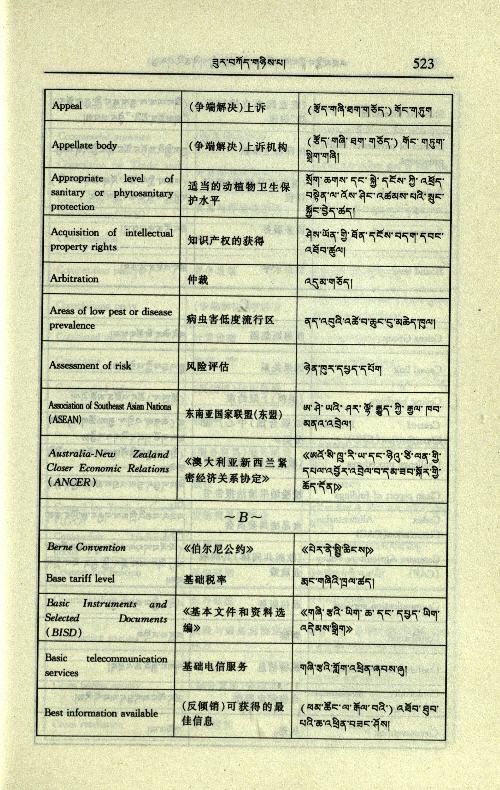 ཟུར་བཀོད་གཉིས་པ།
523
Appeal
(争端解决)上诉
(རྩོད་གཞི་ཐག་གཅོད་) གོང་གཏུག
Appellate body
(争端解决)上诉机构
(རྩོད་གཞི་ཐག་གཅོད་) གོང་གཏུག་
སྒྲིག་གཞི།
Appropriate level of
sanitary or phytosanitary
protection
适当的动植物卫生保
护水平
སྲོག་ཆགས་དང་སྐྱེ་དངོས་ཀྱི་འཕྲོད་
བསྟེན་ལ་འོས་ཤིང་འཚམས་པའི་སྲུང་
སྐྱོང་བྱེད་ཚད།
Acquisition of intellectual
property rights
知识产权的获得
ཤེས་ཡོན་གྱི་ཐོན་དངོས་བདག་དབང་
འཐོབ་ཚུལ།
Arbitration
仲裁
འདུམ་གཅོད།
Areas of low pest or disease
prevalence
病虫害低度流行区
ནད་འབུའི་འཚེ་བ་ཆུང་ངུ་མཆེད་ཁུལ།
Assessment of risk
风险评估
ཉེན་ཁར་དཔྱད་དཔོག
Association of Southeast Asian Nations
(ASEAN)
东南亚国家联盟(东盟)
ཨ་ཤེ་ཡའི་ཤར་ལྷོ་རྒྱུད་ཀྱི་རྒྱལ་ཁབ་
མནའ་འབྲེལ།
Australia-New Zealand
Closer Economic Relations
(ANCER)
《澳大利亚新西兰紧
密经济关系协定》
དཔལ་འབྱོར་འབྲེལ་བ་དམ་ཟབ་སྐོར་གྱི་
ཆོད་དོན།》
~B~
Berne Convention
《伯尔尼公约》
《པེར་ནེ་སྤྱི་ཆིངས།》
Base tariff level
基础税率
རྨང་གཞིའི་ཁྲལ་ཚད།
Basic Instruments and
Selected Documents
(BISD)
《基本文件和资料选
编》
《གཞི་རྩའི་ཡིག་ཆ་དང་དཔྱད་ཡིག་
འདེམས་སྒྲིག》
Basic telecommunication
services
基础电信服务
གཞི་རྩའི་གློག་འཕྲིན་ཞབས་ཞུ།
Best information available
(反倾销)可获得的最
佳信息
(ཕམ་ཚོང་ལ་རྒོལ་བའི་) འཐོབ་ཐུབ་
པའི་ཆ་འཕྲིན་བཟང་ཤོས།